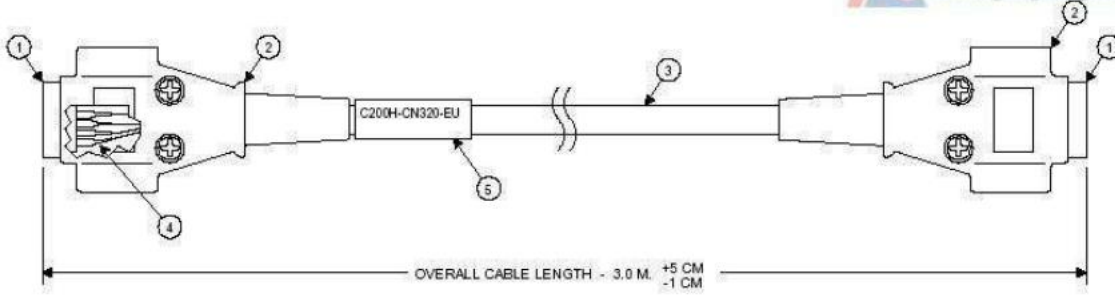 2
1
2
3
1
C200H-CN320-EU
5
4
OVERALL CABLE LENGTH - 3.0 M. +5 CM
-1 CM